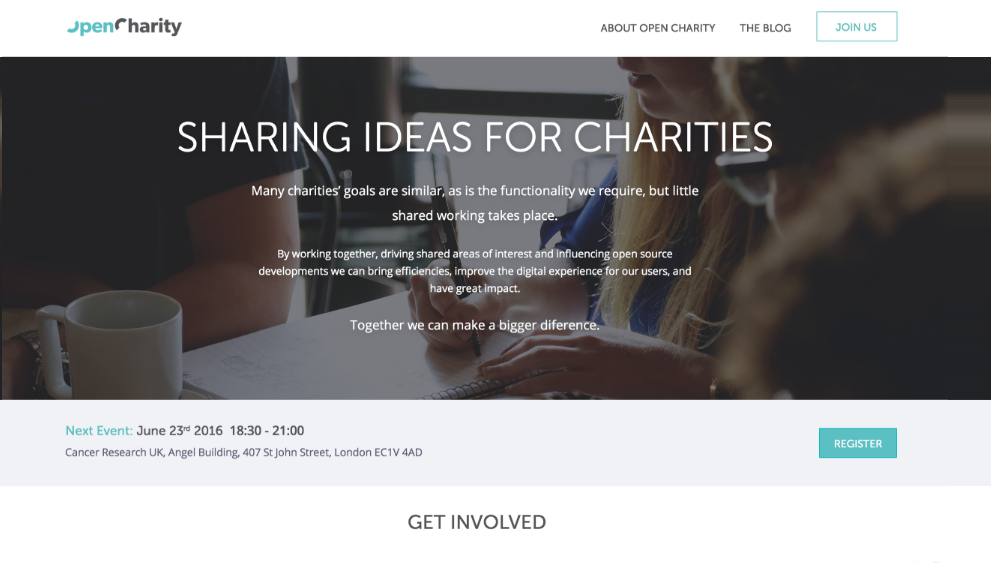 OpenCharity
ABOUT OPEN CHARITY
THE BLOG
JOIN US
SHARING IDEAS FOR CHARITIES
Many charities’ goals are similar, as is the functionality we require, but little
shared working takes place.
By working together, driving shared areas of interest and influencing open source
developments we can bring efficiencies, improve the digital experience for our users, and
have great impact.
Together we can make a bigger diference.
Next Event: June 23rd 2016 18:30 - 21:00
Cancer Research UK, Angel Building, 407 St John Street, London EC1V 4AD
REGISTER
GET INVOLVED